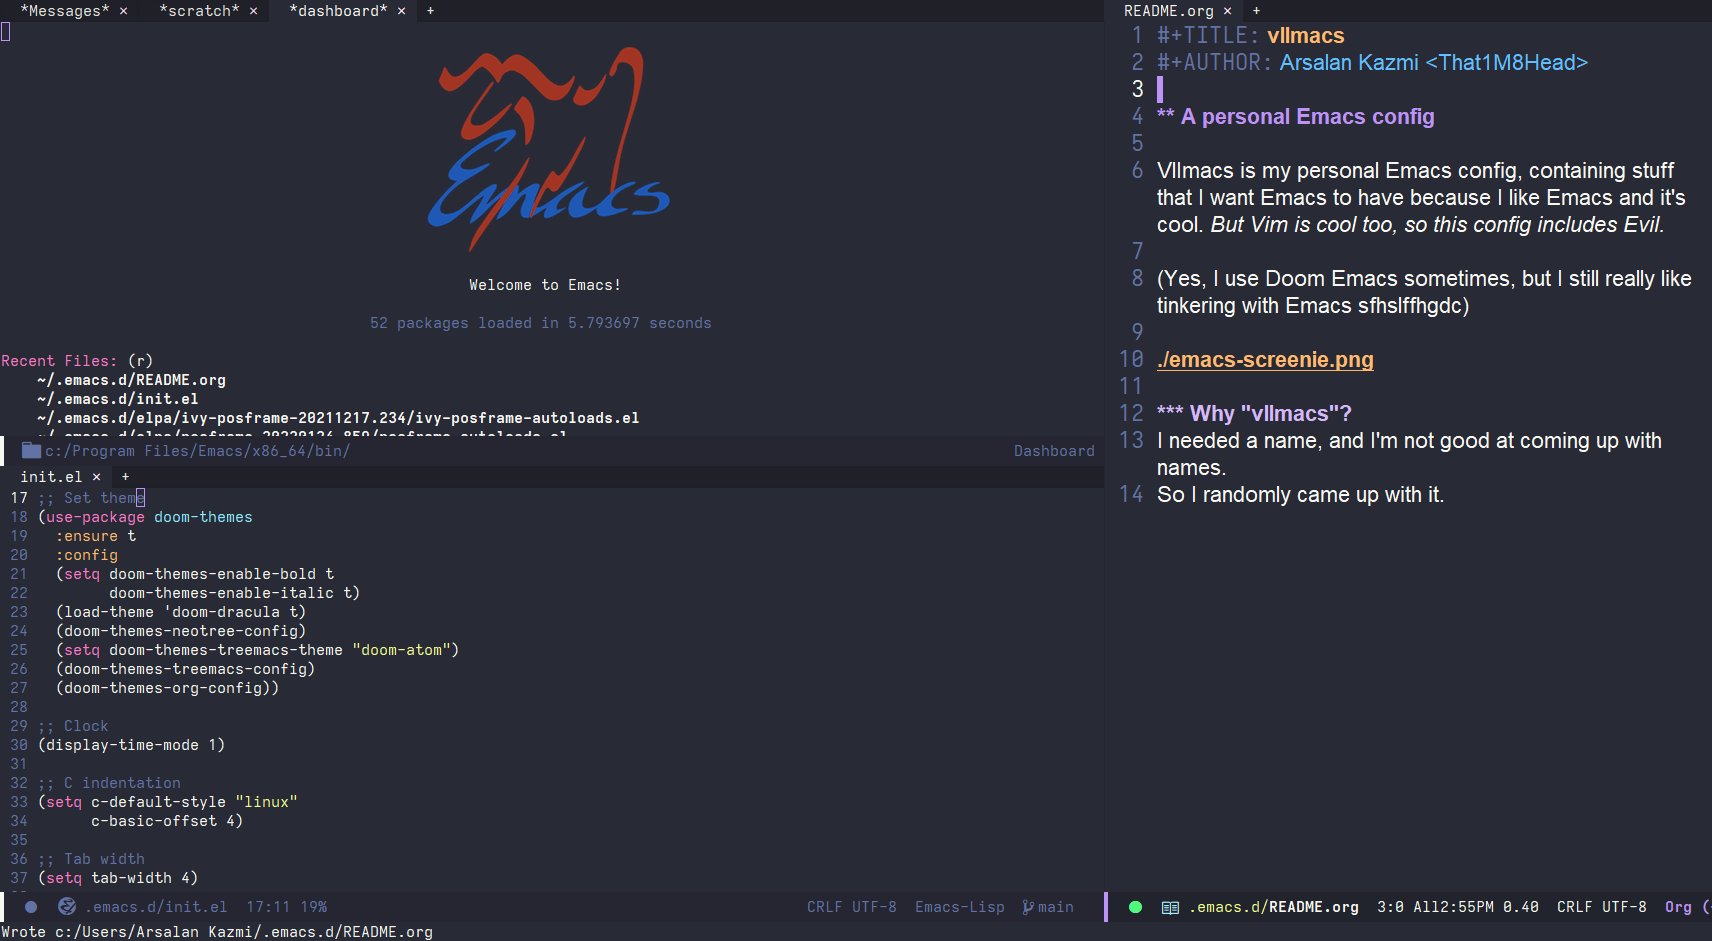 *Messages* × *scratch* × *dashboard* × +
Emacs
Welcome to Emacs!
52 packages loaded in 5.793697 seconds
Recent Files: (r)
~/.emacs.d/README.org
~/.emacs.d/init.el
~/.emacs.d/elpa/ivy-posframe-20211217.234/ivy-posframe-autoloads.el
c:/Program Files/Emacs/x86_64/bin/ Dashboard
init.el × +
17 ;; Set theme
18 (use-package doom-themes
19 :ensure t
20 :config
21 (setq doom-themes-enable-bold t
22 doom-themes-enable-italic t)
23 (load-theme 'doom-dracula t)
24 (doom-themes-neotree-config)
25 (setq doom-themes-treemacs-theme "doom-atom")
26 (doom-themes-treemacs-config)
27 (doom-themes-org-config))
28
29 ;; Clock
30 (display-time-mode 1)
31
32 ;; C indentation
33 (setq c-default-style "linux"
34 c-basic-offset 4)
35
36 ;; Tab width
37 (setq tab-width 4)
.emacs.d/init.el 17:11 19% CRLF UTF-8 Emacs-Lisp main
README.org × +
1 #+TITLE: vllmacs
2 #+AUTHOR: Arsalan Kazmi <That1M8Head>
3
4 ** A personal Emacs config
5
6 Vllmacs is my personal Emacs config, containing stuff
that I want Emacs to have because I like Emacs and it's
cool. But Vim is cool too, so this config includes Evil.
7
8 (Yes, I use Doom Emacs sometimes, but I still really like
tinkering with Emacs sfhslffhgdc)
9
10 ./emacs-screenie.png
11
12 *** Why "vllmacs"?
13 I needed a name, and I'm not good at coming up with
names.
14 So I randomly came up with it.
.emacs.d/README.org 3:0 All2:55PM 0.40 CRLF UTF-8 Org (
Wrote c:/Users/Arsalan Kazmi/.emacs.d/README.org